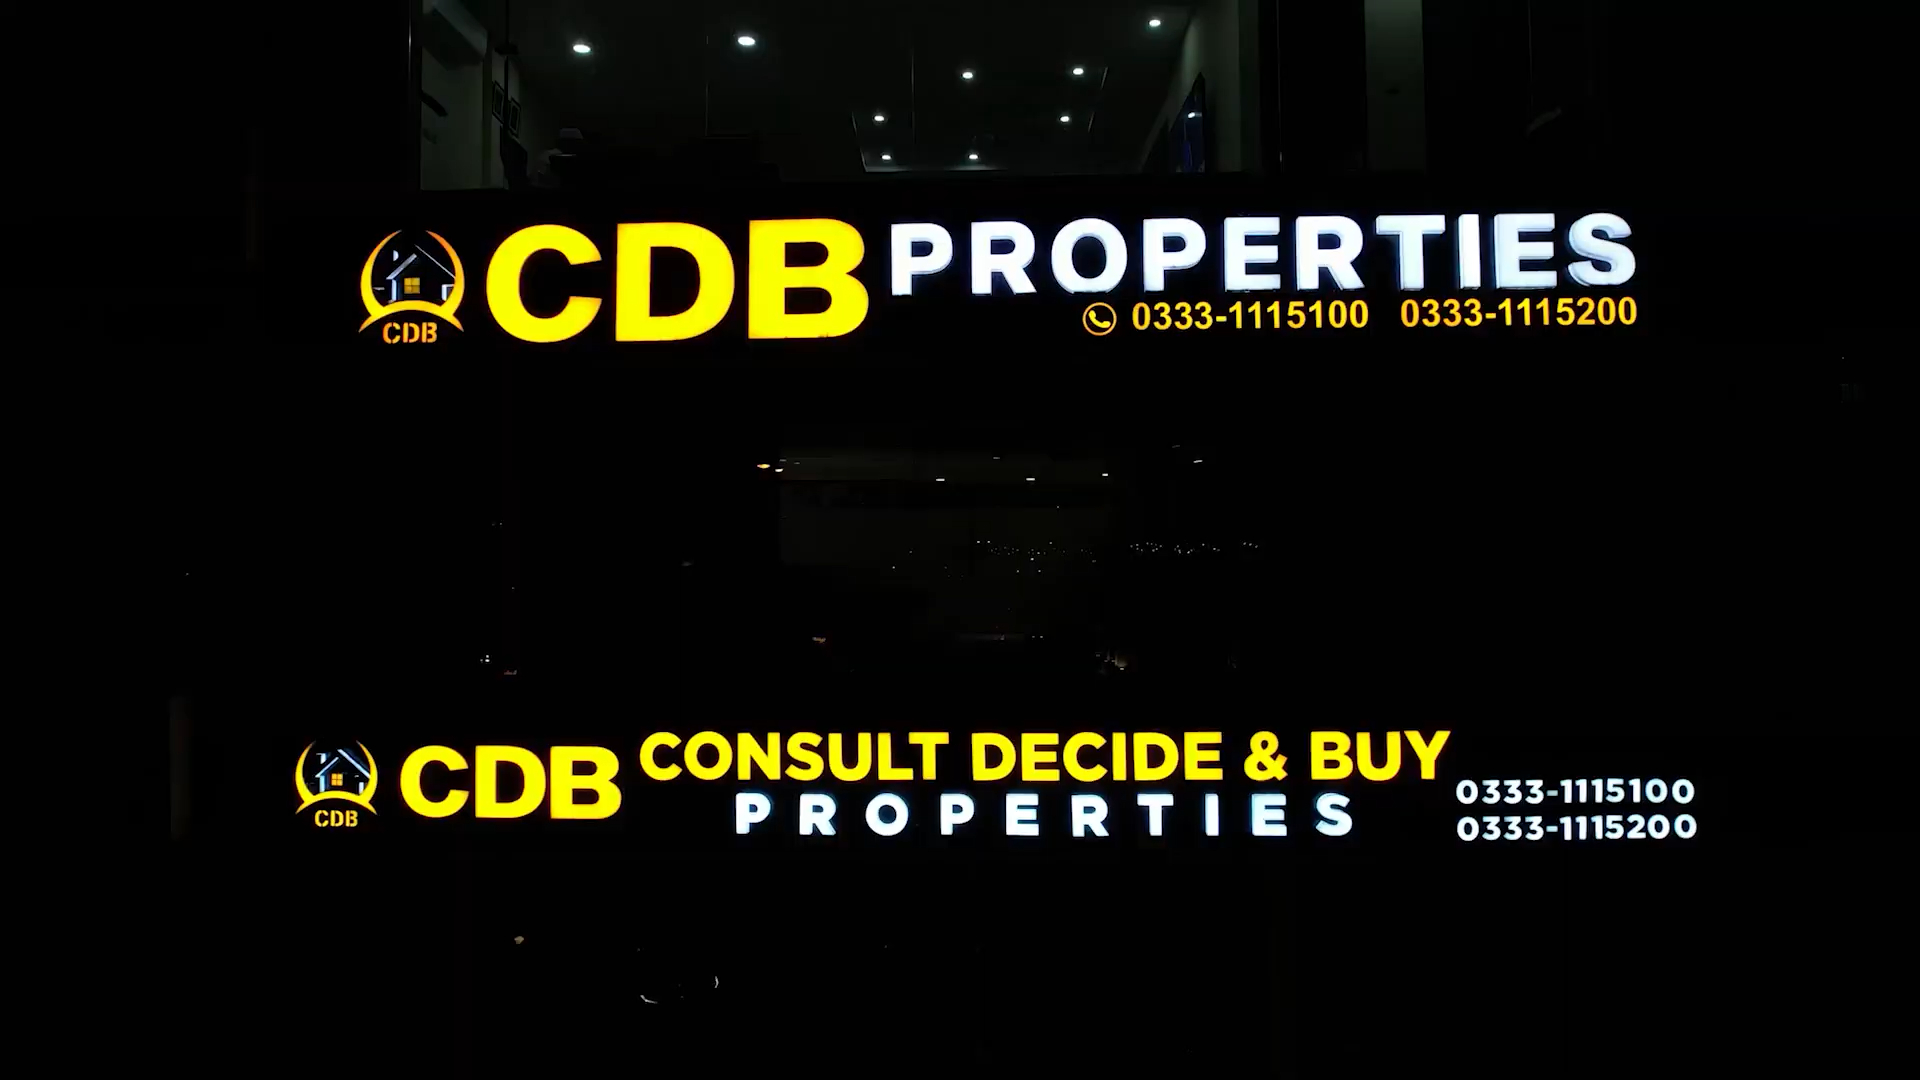 CDB PROPERTIES
CDB
0333-1115100 0333-1115200
CDB CONSULT DECIDE & BUY
PROPERTIES
CDB
0333-1115100
0333-1115200